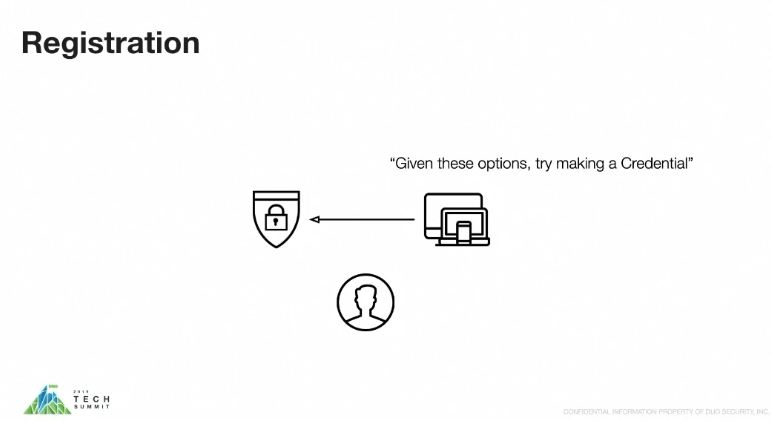 Registration
“Given these options, try making a Credential”
2019
TECH
SUMMIT
CONFIDENTIAL INFORMATION PROPERTY OF DUO SECURITY, INC.